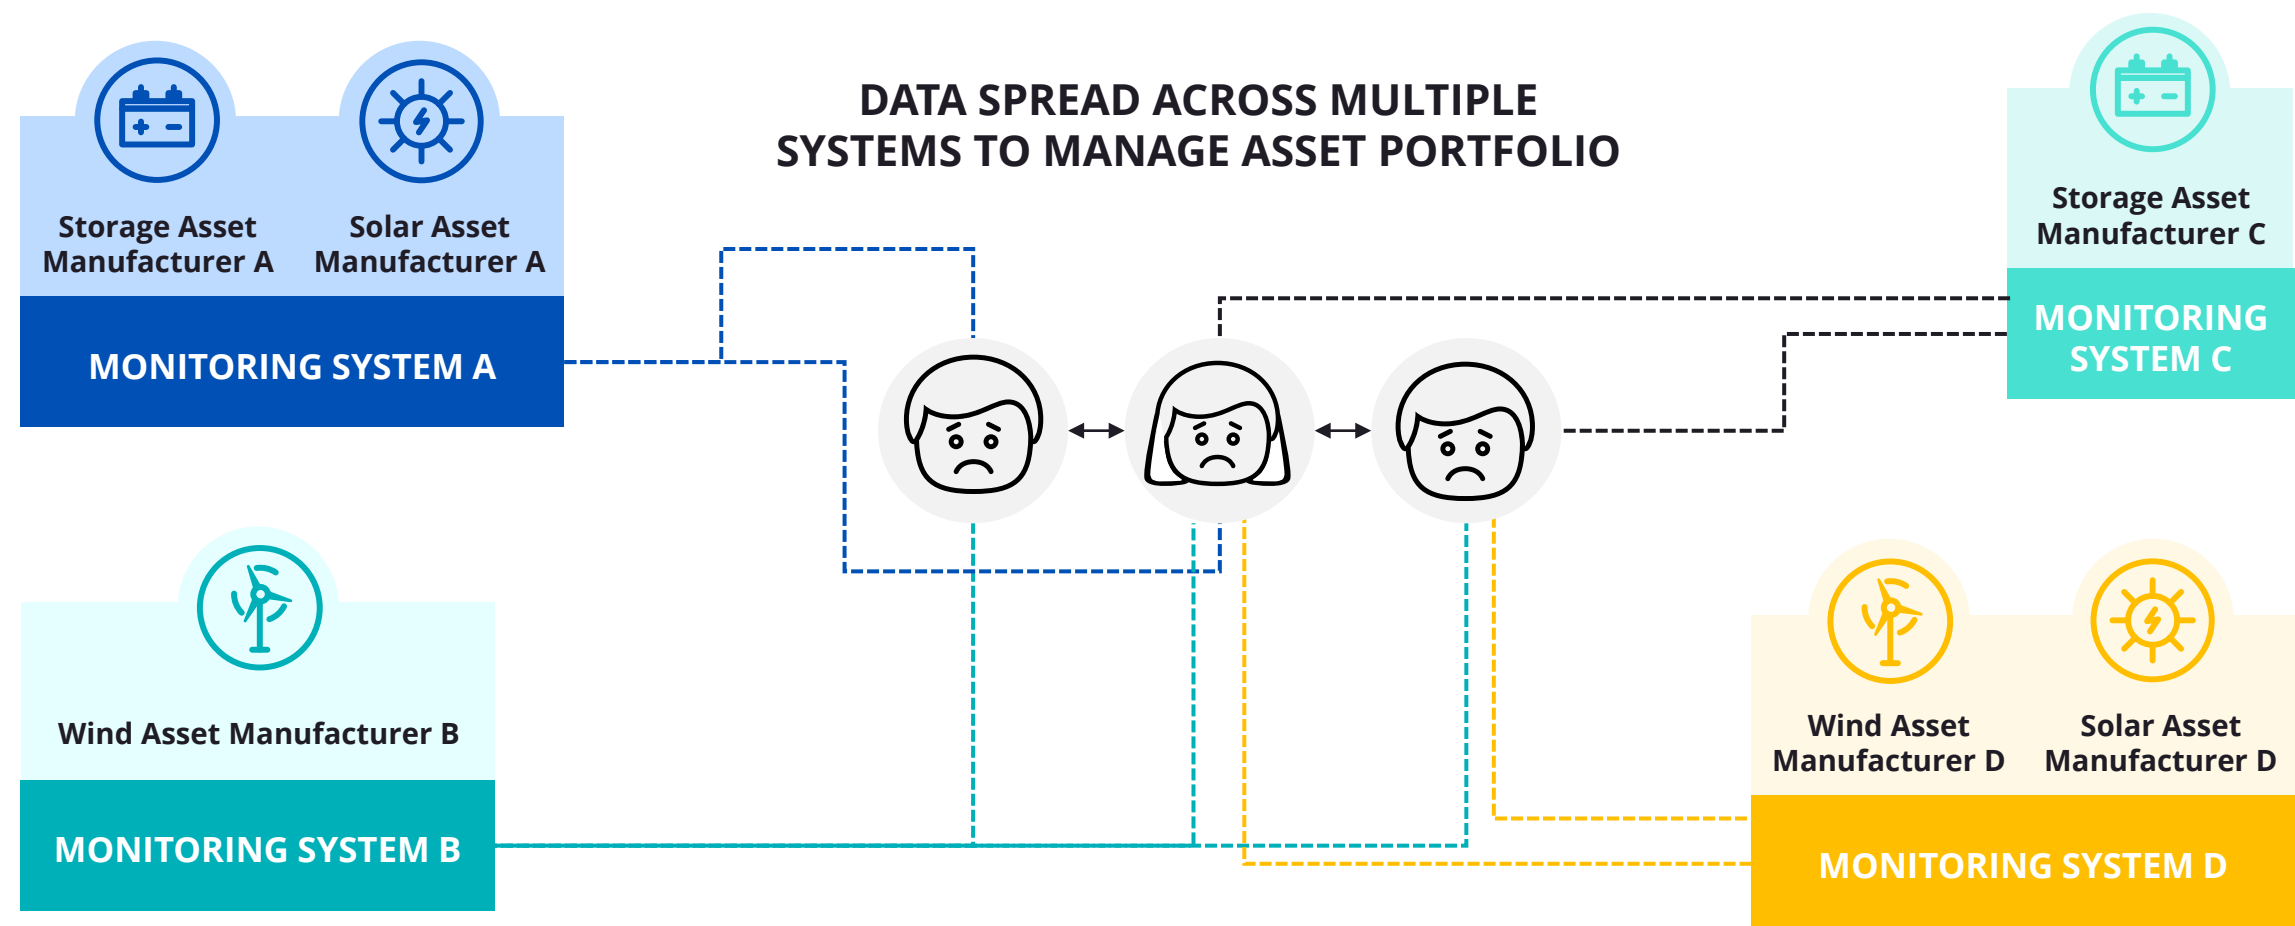 DATA SPREAD ACROSS MULTIPLE
SYSTEMS TO MANAGE ASSET PORTFOLIO
Storage Asset
Manufacturer A
Solar Asset
Manufacturer A
MONITORING SYSTEM A
Storage Asset
Manufacturer C
MONITORING
SYSTEM C
Wind Asset Manufacturer B
MONITORING SYSTEM B
Wind Asset
Manufacturer D
Solar Asset
Manufacturer D
MONITORING SYSTEM D